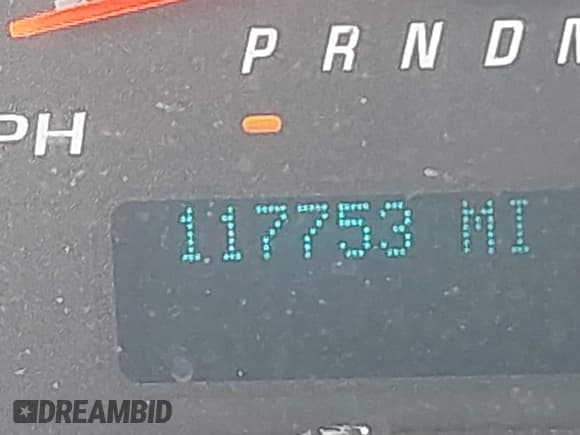 P R N D
PH
117753 MI
DREAMBID